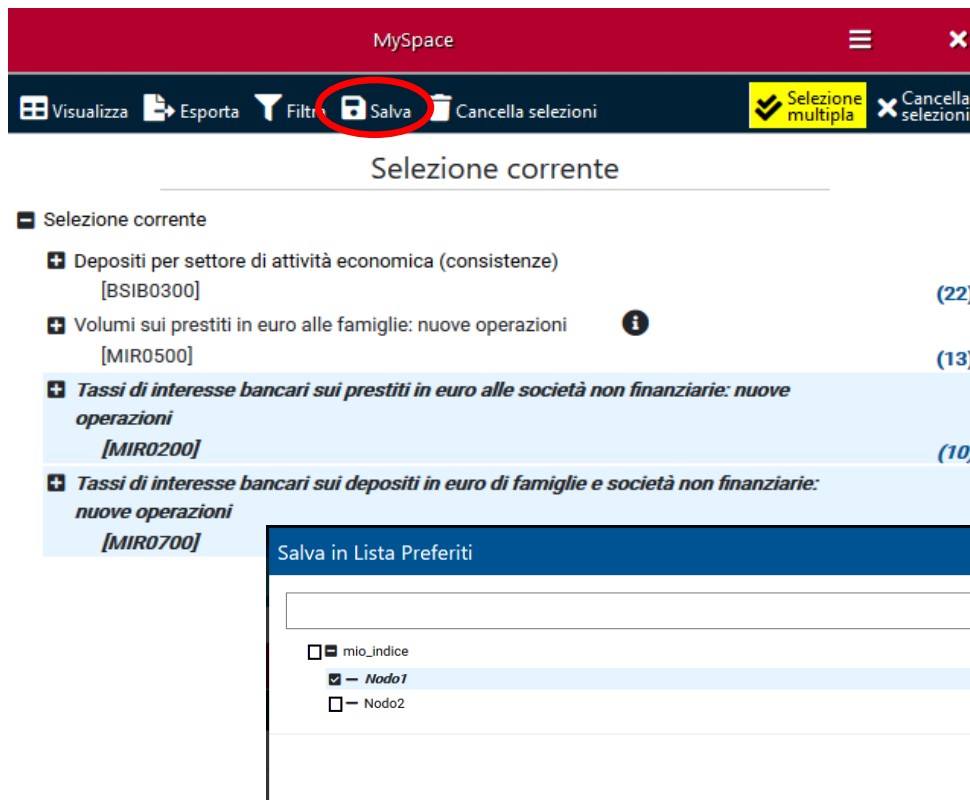 MySpace
Visualizza Esporta Filtro Salva Cancella selezioni Selezione multipla Cancella selezioni
Selezione corrente
Selezione corrente
Depositi per settore di attività economica (consistenze)
[BSIB0300]
(22)
Volumi sui prestiti in euro alle famiglie: nuove operazioni
[MIR0500]
(13)
Tassi di interesse bancari sui prestiti in euro alle società non finanziarie: nuove
operazioni
[MIR0200]
(10)
Tassi di interesse bancari sui depositi in euro di famiglie e società non finanziarie:
nuove operazioni
[MIR0700]
Salva in Lista Preferiti
mio_indice
Nodo1
Nodo2